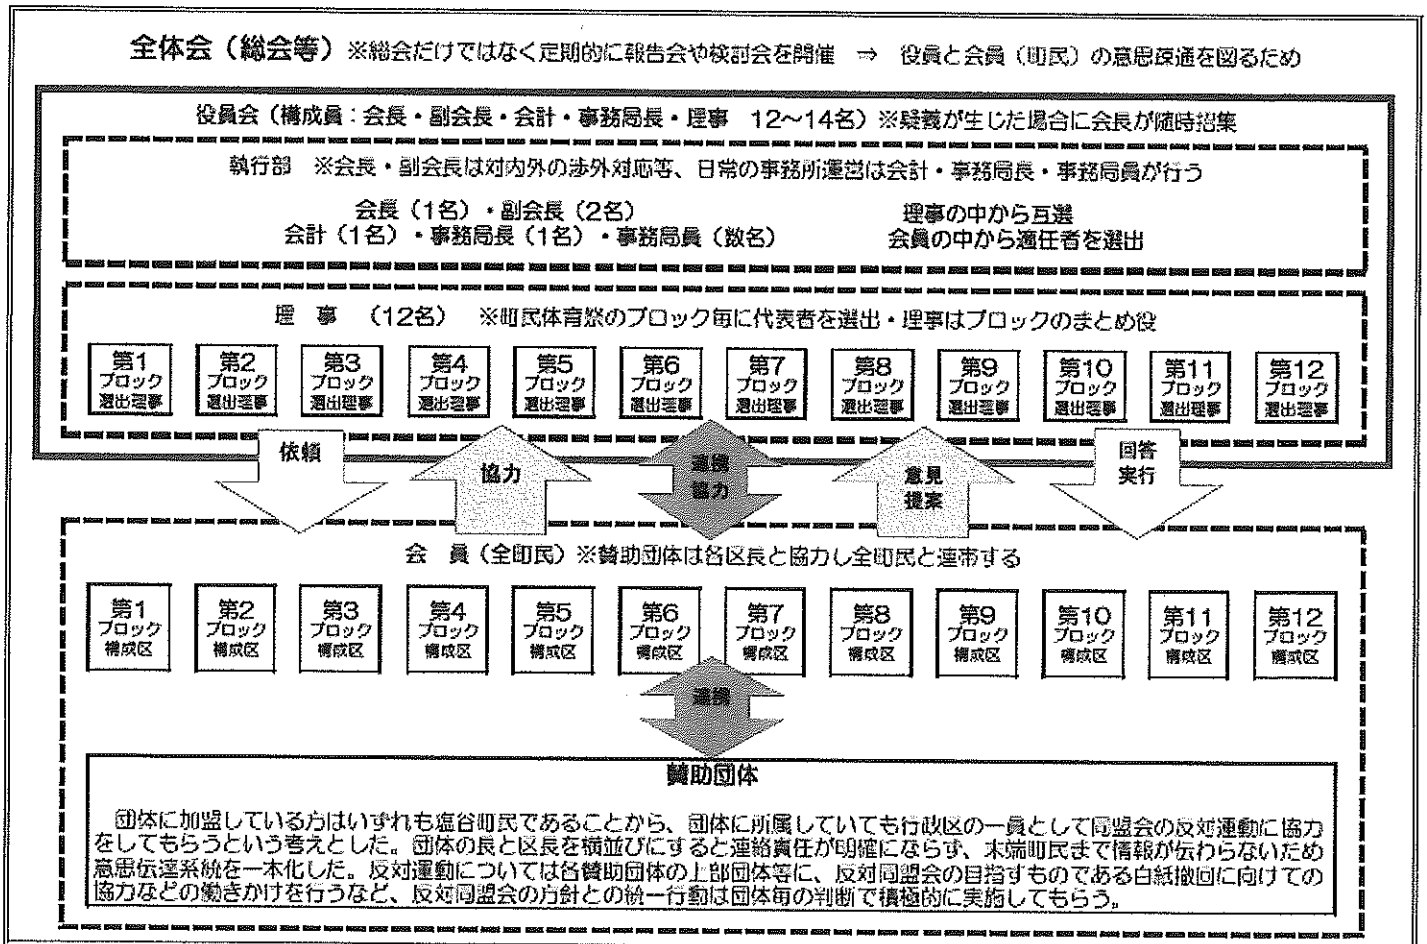 全体会（総会等）※総会だけではなく定期的に報告会や検討会を開催　⇒　役員と会員（町民）の意思疎通を図るため
役員会（構成員：会長・副会長・会計・事務局長・理事　12～14名）※疑義が生じた場合に会長が随時招集
執行部　※会長・副会長は対内外の渉外対応等、日常の事務所運営は会計・事務局長・事務局員が行う
会長（1名）・副会長（2名）　理事の中から互選
会計（1名）・事務局長（1名）・事務局員（数名）　会員の中から適任者を選出
理　事　（12名）　※町民体育祭のブロック毎に代表者を選出・理事はブロックのまとめ役
第1 第2 第3 第4 第5 第6 第7 第8 第9 第10 第11 第12
ブロック ブロック ブロック ブロック ブロック ブロック ブロック ブロック ブロック ブロック ブロック ブロック
選出理事 選出理事 選出理事 選出理事 選出理事 選出理事 選出理事 選出理事 選出理事 選出理事 選出理事 選出理事
依頼
協力
連携
協力
意見
提案
回答
実行
会　員（全町民）※賛助団体は各区長と協力し全町民と連帯する
第1 第2 第3 第4 第5 第6 第7 第8 第9 第10 第11 第12
ブロック ブロック ブロック ブロック ブロック ブロック ブロック ブロック ブロック ブロック ブロック ブロック
構成区 構成区 構成区 構成区 構成区 構成区 構成区 構成区 構成区 構成区 構成区 構成区
連携
賛助団体
団体に加盟している方はいずれも塩谷町民であることから、団体に所属していても行政区の一員として同盟会の反対運動に協力
をしてもらうという考えとした。団体の長と区長を横並びにすると連絡責任が明確にならず、末端町民まで情報が伝わらないため
意思伝達系統を一本化した。反対運動については各賛助団体の上部団体等に、反対同盟会の目指すものである白紙撤回に向けての
協力などの働きかけを行うなど、反対同盟会の方針との統一行動は団体毎の判断で積極的に実施してもらう。